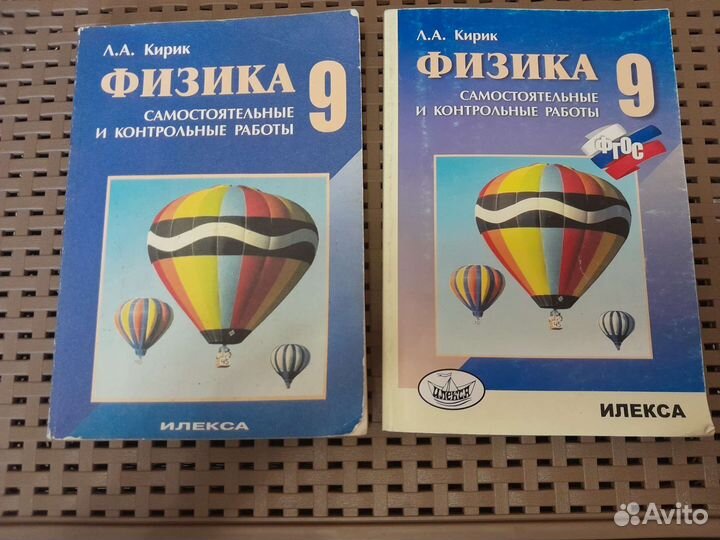 Л.А. Кирик
ФИЗИКА
9
САМОСТОЯТЕЛЬНЫЕ
И КОНТРОЛЬНЫЕ РАБОТЫ
ИЛЕКСА
Л.А. Кирик
ФИЗИКА
9
САМОСТОЯТЕЛЬНЫЕ
И КОНТРОЛЬНЫЕ РАБОТЫ
ФГОС
ИЛЕКСА
ИЛЕКСА
Avito